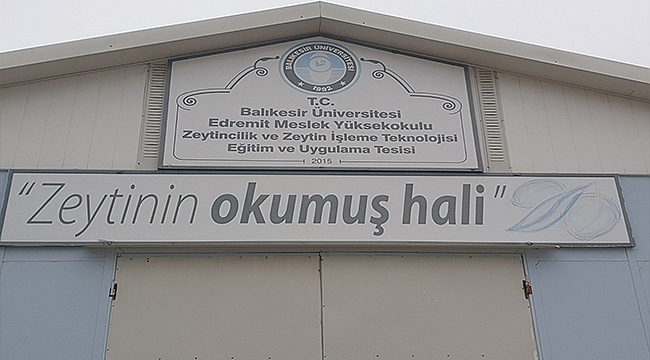 BALIKESİR ÜNİVERSİTESİ
1992
T.C.
Balıkesir Üniversitesi
Edremit Meslek Yüksekokulu
Zeytincilik ve Zeytin İşleme Teknolojisi
Eğitim ve Uygulama Tesisi
2015
"Zeytinin okumuş hali"